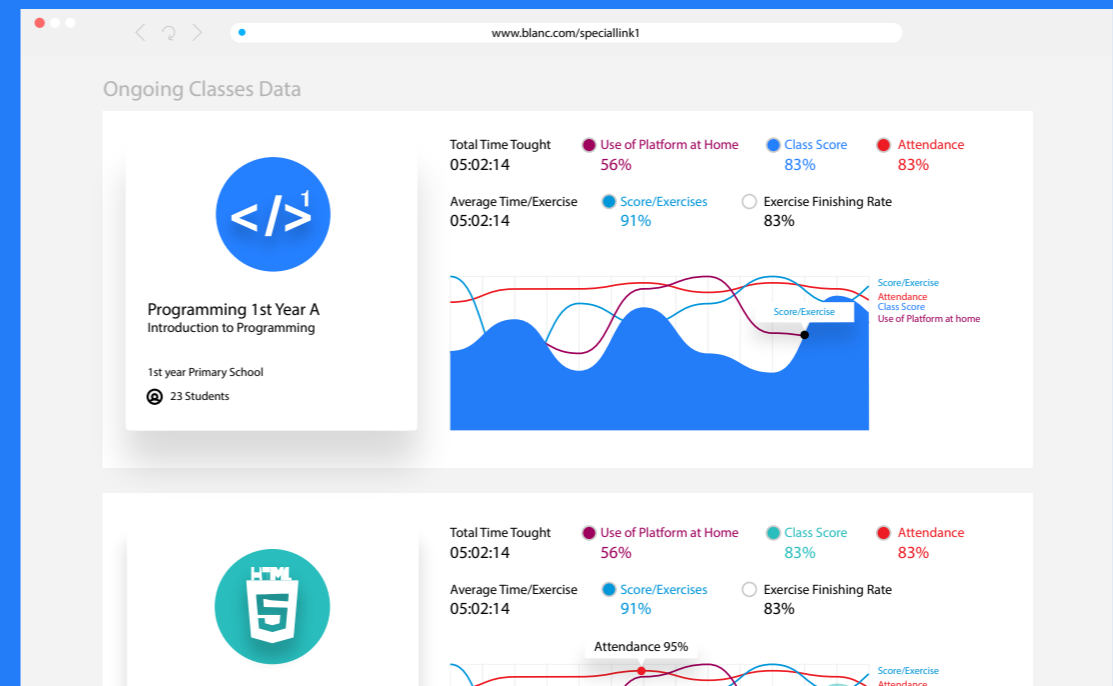 www.blanc.com/speciallink1
Ongoing Classes Data
</>1
Programming 1st Year A
Introduction to Programming
1st year Primary School
23 Students
Total Time Tought
05:02:14
Use of Platform at Home
56%
Class Score
83%
Attendance
83%
Average Time/Exercise
05:02:14
Score/Exercises
91%
Exercise Finishing Rate
83%
Score/Exercise
Score/Exercise
Attendance
Class Score
Use of Platform at home
HTML
5
Total Time Tought
05:02:14
Use of Platform at Home
56%
Class Score
83%
Attendance
83%
Average Time/Exercise
05:02:14
Score/Exercises
91%
Exercise Finishing Rate
83%
Attendance 95%
Score/Exercise
Attendance